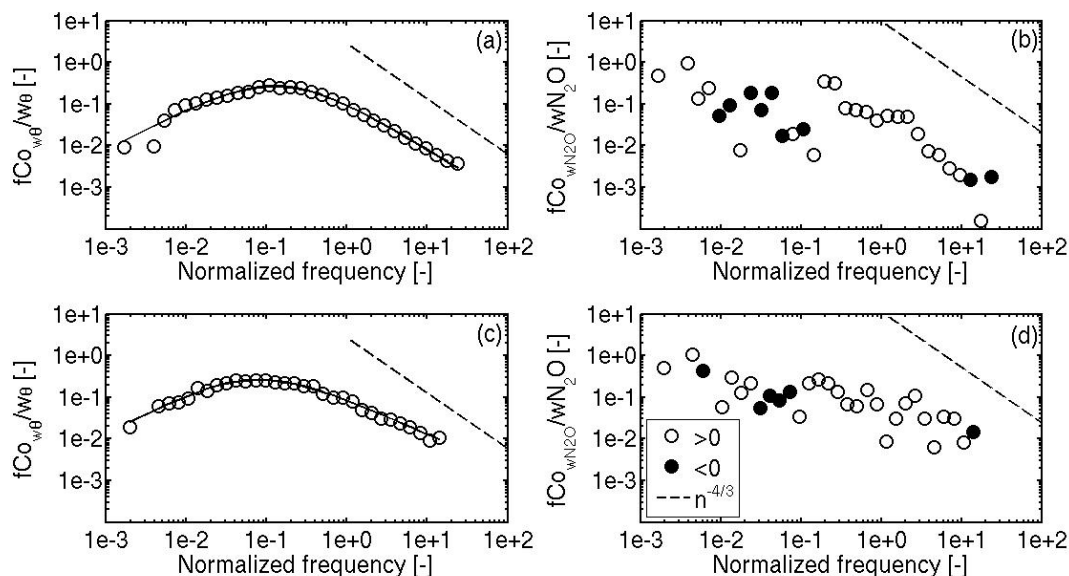 (a)
fCo_wθ/wθ [-]
1e+1
1e+0
1e-1
1e-2
1e-3
1e-3 1e-2 1e-1 1e+0 1e+1 1e+2
Normalized frequency [-]
(b)
fCo_wN2O/wN₂O [-]
1e+1
1e+0
1e-1
1e-2
1e-3
1e-3 1e-2 1e-1 1e+0 1e+1 1e+2
Normalized frequency [-]
(c)
fCo_wθ/wθ [-]
1e+1
1e+0
1e-1
1e-2
1e-3
1e-3 1e-2 1e-1 1e+0 1e+1 1e+2
Normalized frequency [-]
(d)
fCo_wN2O/wN₂O [-]
1e+1
1e+0
1e-1
1e-2
1e-3
>0
<0
n^-4/3
1e-3 1e-2 1e-1 1e+0 1e+1 1e+2
Normalized frequency [-]